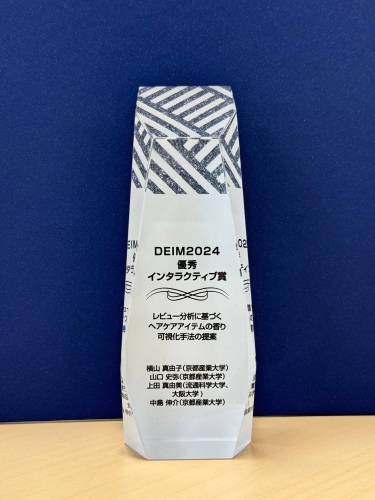 DEIM2024
優秀
インタラクティブ賞
レビュー分析に基づく
ヘアケアアイテムの香り
可視化手法の提案
横山 真由子(京都産業大学)
山口 史弥(京都産業大学)
上田 真由美(流通科学大学、
大阪大学)
中島 伸介(京都産業大学)